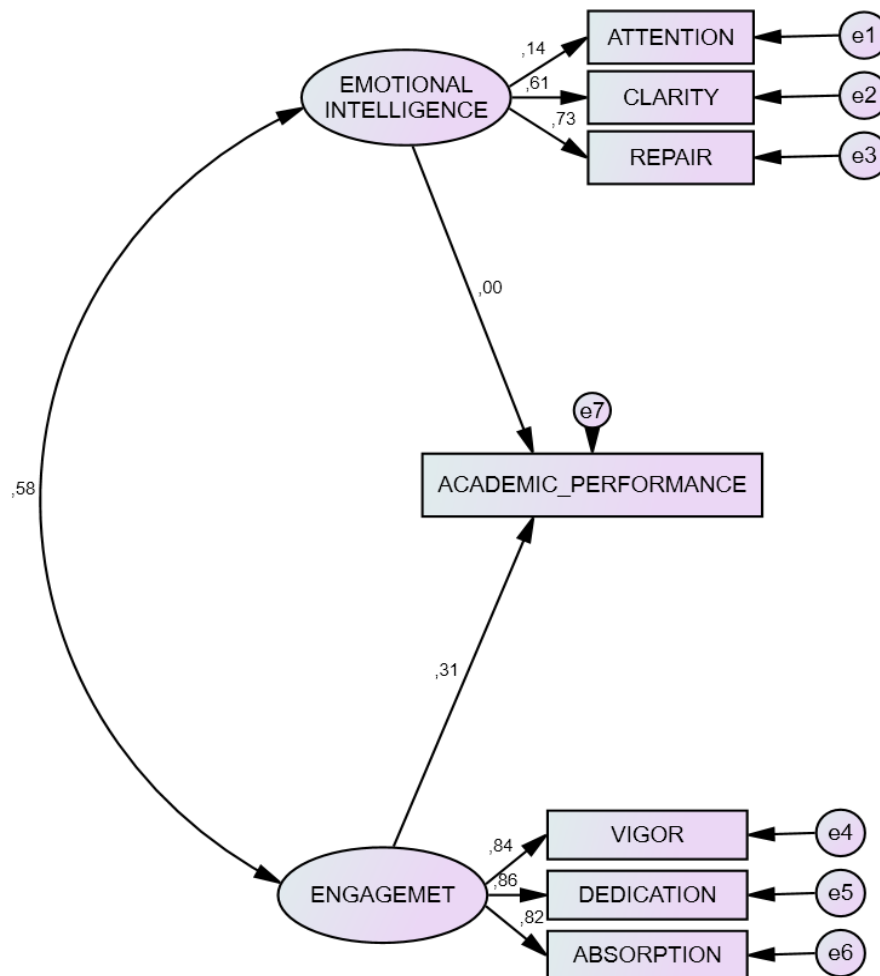 ATTENTION
e1
,14
EMOTIONAL
INTELLIGENCE
,61
CLARITY
e2
,73
REPAIR
e3
,00
e7
ACADEMIC_PERFORMANCE
,58
,31
VIGOR
e4
,84
ENGAGEMET
,86
DEDICATION
e5
,82
ABSORPTION
e6